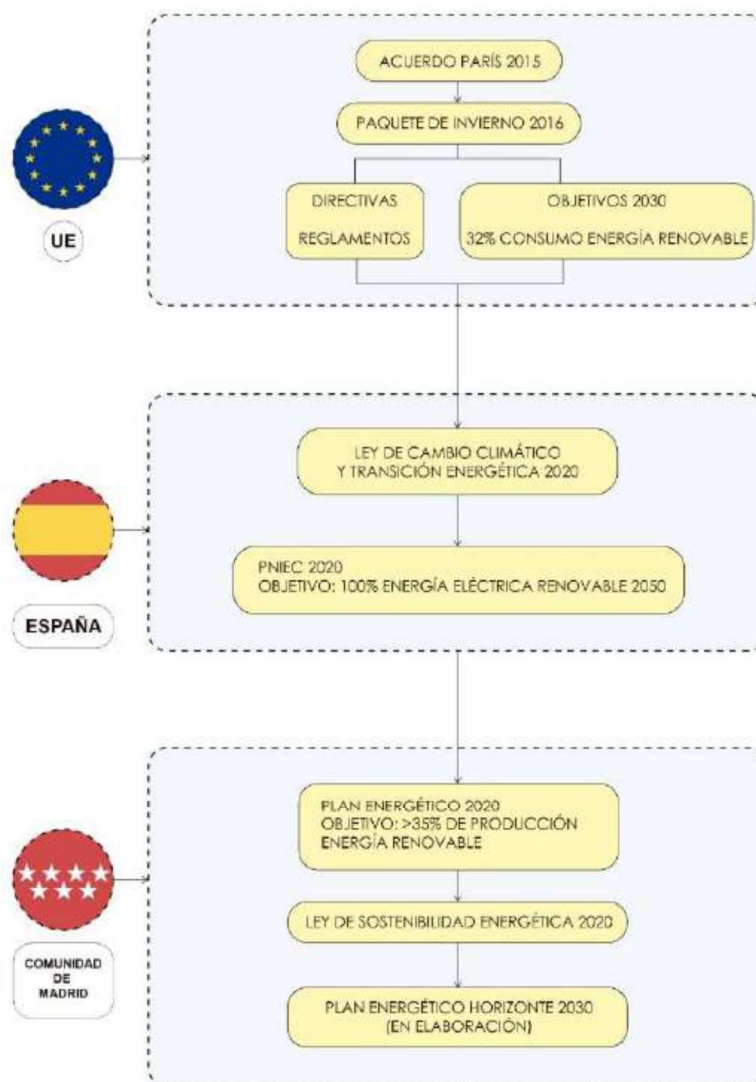 ACUERDO PARÍS 2015
PAQUETE DE INVIERNO 2016
DIRECTIVAS
REGLAMENTOS
OBJETIVOS 2030
32% CONSUMO ENERGÍA RENOVABLE
UE
LEY DE CAMBIO CLIMÁTICO
Y TRANSICIÓN ENERGÉTICA 2020
PNIEC 2020
OBJETIVO: 100% ENERGÍA ELÉCTRICA RENOVABLE 2050
ESPAÑA
PLAN ENERGÉTICO 2020
OBJETIVO: >35% DE PRODUCCIÓN
ENERGÍA RENOVABLE
LEY DE SOSTENIBILIDAD ENERGÉTICA 2020
PLAN ENERGÉTICO HORIZONTE 2030
(EN ELABORACIÓN)
COMUNIDAD
DE
MADRID